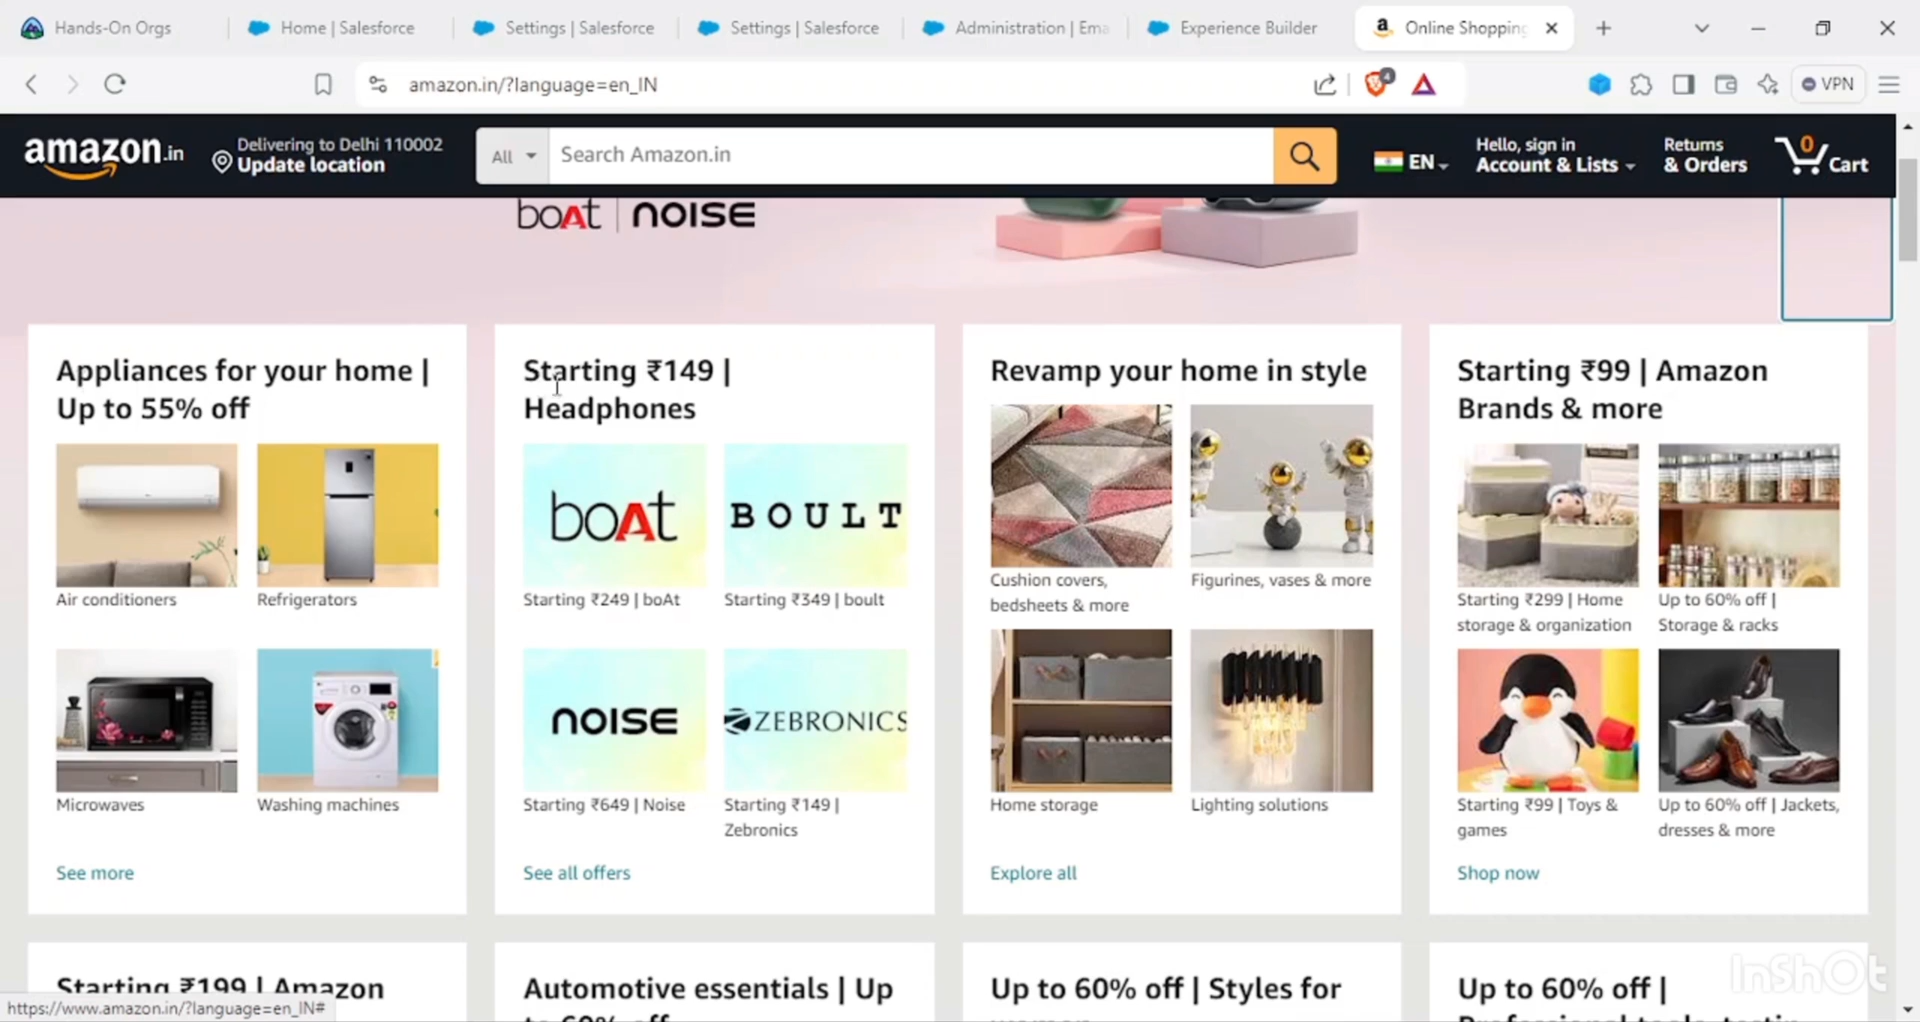 Hands-On Orgs
Home | Salesforce
Settings | Salesforce
Settings | Salesforce
Administration | Ema
Experience Builder
Online Shopping
amazon.in/?language=en_IN
4
VPN
amazon.in
Delivering to Delhi 110002
Update location
All
Search Amazon.in
EN
Hello, sign in
Account & Lists
Returns
& Orders
0
Cart
boAt | noise
Appliances for your home |
Up to 55% off
Air conditioners
Refrigerators
Microwaves
Washing machines
See more
Starting ₹149 |
Headphones
boAt
BOULT
Starting ₹249 | boAt
Starting ₹349 | boult
noise
ZEBRONICS
Starting ₹649 | Noise
Starting ₹149 |
Zebronics
See all offers
Revamp your home in style
Cushion covers,
bedsheets & more
Figurines, vases & more
Home storage
Lighting solutions
Explore all
Starting ₹99 | Amazon
Brands & more
Starting ₹299 | Home
storage & organization
Up to 60% off |
Storage & racks
Starting ₹99 | Toys &
games
Up to 60% off | Jackets,
dresses & more
Shop now
Starting ₹199 | Amazon
Automotive essentials | Up
to 60% off
Up to 60% off | Styles for
women
Up to 60% off |
Professional tools, testing
https://www.amazon.in/?language=en_IN#
InShOt